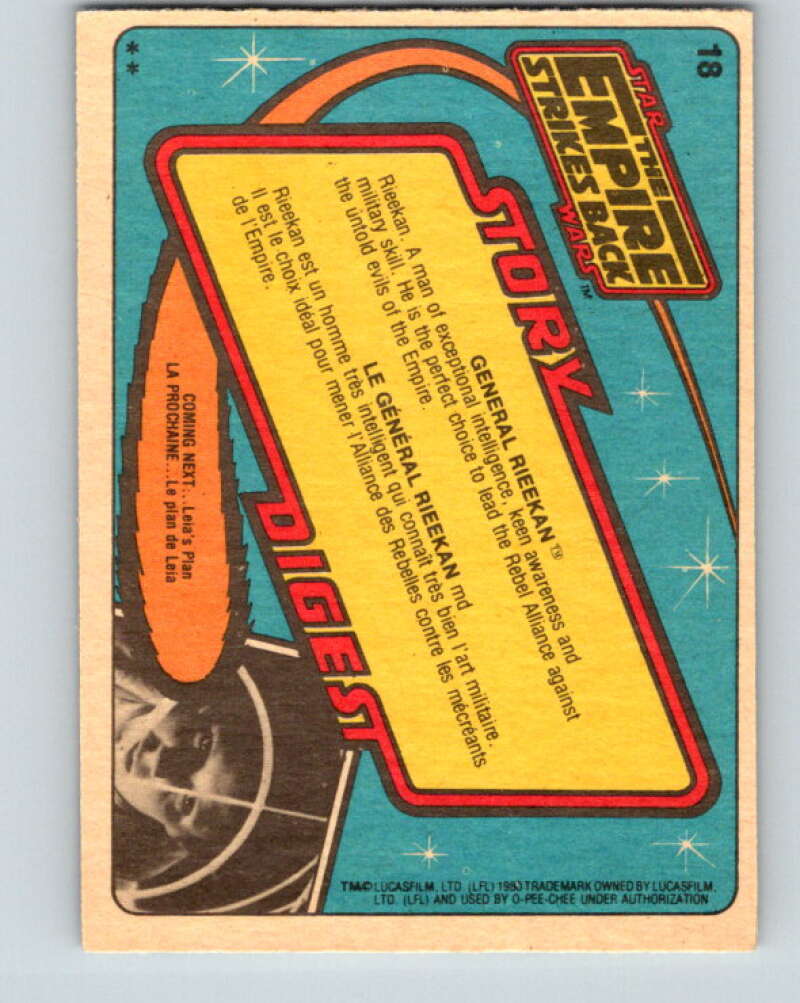 18
STAR
THE
EMPIRE
STRIKES BACK
WARS™
STORY
DIGEST
GENERAL RIEEKAN™
Rieekan. A man of exceptional intelligence, keen awareness and
military skill. He is the perfect choice to lead the Rebel Alliance against
the untold evils of the Empire.
LE GÉNÉRAL RIEEKAN md
Rieekan est un homme très intelligent qui connaît très bien l'art militaire.
Il est le choix idéal pour mener l'Alliance des Rebelles contre les mécréants
de l'Empire.
COMING NEXT...Leia's Plan
LA PROCHAINE...Le plan de Leia
TM© LUCASFILM, LTD. (LFL) 1980 TRADEMARK OWNED BY LUCASFILM,
LTD. (LFL) AND USED BY O-PEE-CHEE UNDER AUTHORIZATION
**